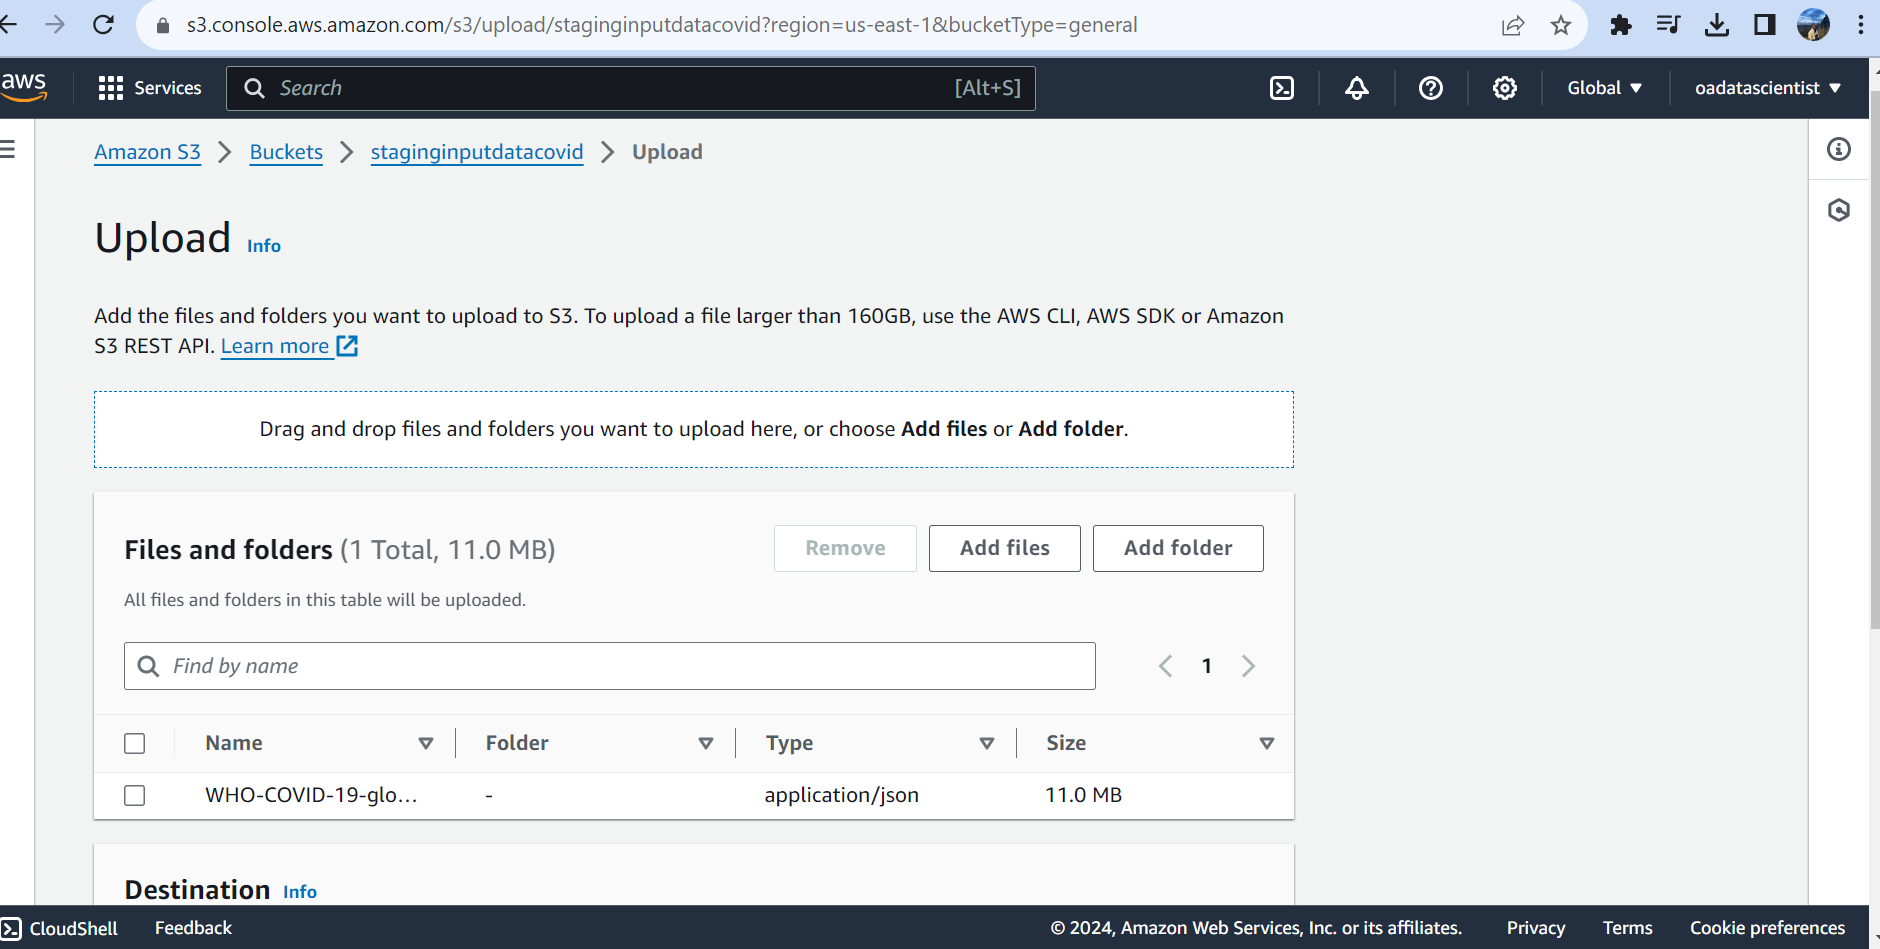 s3.console.aws.amazon.com/s3/upload/staginginputdatacovid?region=us-east-1&bucketType=general
aws
Services
Search
[Alt+S]
Global
oadatascientist
Amazon S3
Buckets
staginginputdatacovid
Upload
Upload
Info
Add the files and folders you want to upload to S3. To upload a file larger than 160GB, use the AWS CLI, AWS SDK or Amazon
S3 REST API. Learn more
Drag and drop files and folders you want to upload here, or choose Add files or Add folder.
Files and folders (1 Total, 11.0 MB)
Remove
Add files
Add folder
All files and folders in this table will be uploaded.
Find by name
1
Name
Folder
Type
Size
WHO-COVID-19-glo...
-
application/json
11.0 MB
Destination
Info
CloudShell
Feedback
© 2024, Amazon Web Services, Inc. or its affiliates.
Privacy
Terms
Cookie preferences